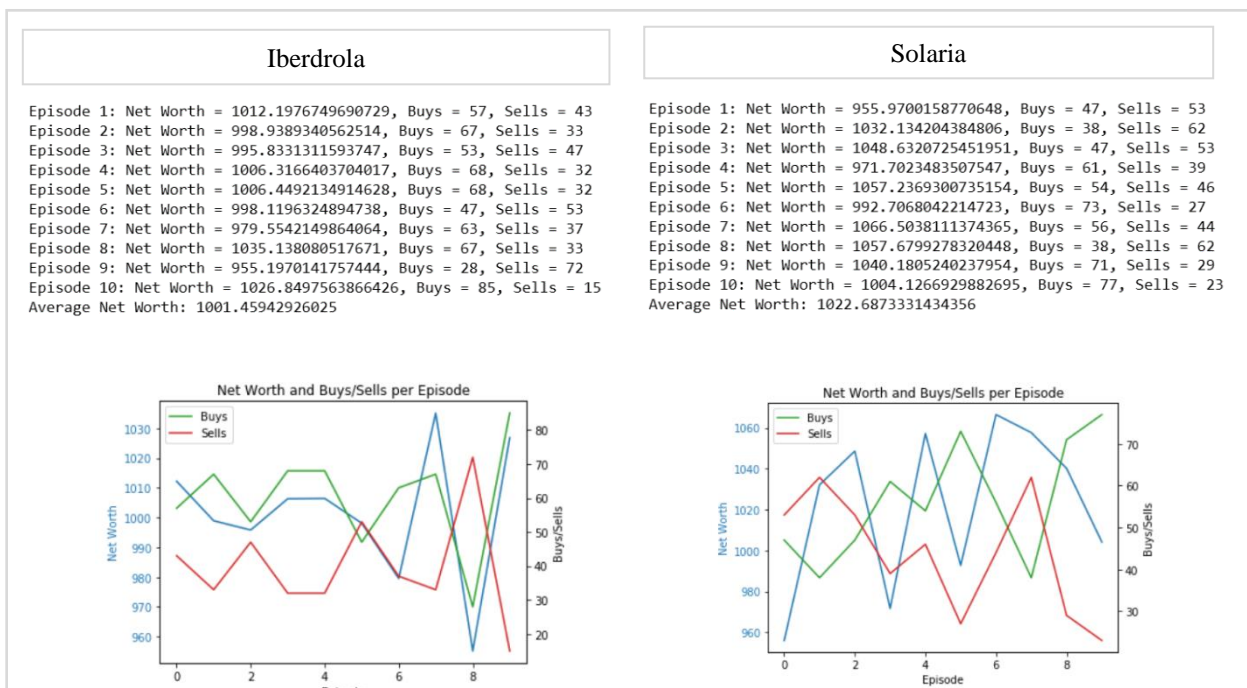 Iberdrola
Episode 1: Net Worth = 1012.1976749690729, Buys = 57, Sells = 43
Episode 2: Net Worth = 998.9389340562514, Buys = 67, Sells = 33
Episode 3: Net Worth = 995.8331311593747, Buys = 53, Sells = 47
Episode 4: Net Worth = 1006.3166403704017, Buys = 68, Sells = 32
Episode 5: Net Worth = 1006.4492134914628, Buys = 68, Sells = 32
Episode 6: Net Worth = 998.1196324894738, Buys = 47, Sells = 53
Episode 7: Net Worth = 979.5542149864064, Buys = 63, Sells = 37
Episode 8: Net Worth = 1035.138080517671, Buys = 67, Sells = 33
Episode 9: Net Worth = 955.1970141757444, Buys = 28, Sells = 72
Episode 10: Net Worth = 1026.8497563866426, Buys = 85, Sells = 15
Average Net Worth: 1001.45942926025
Net Worth and Buys/Sells per Episode
Buys
Sells
Net Worth
1030
1020
1010
1000
990
980
970
960
80
70
60
50
40
30
20
Buys/Sells
0 2 4 6 8
Solaria
Episode 1: Net Worth = 955.9700158770648, Buys = 47, Sells = 53
Episode 2: Net Worth = 1032.134204384806, Buys = 38, Sells = 62
Episode 3: Net Worth = 1048.6320725451951, Buys = 47, Sells = 53
Episode 4: Net Worth = 971.7023483507547, Buys = 61, Sells = 39
Episode 5: Net Worth = 1057.2369300735154, Buys = 54, Sells = 46
Episode 6: Net Worth = 992.7068042214723, Buys = 73, Sells = 27
Episode 7: Net Worth = 1066.5038111374365, Buys = 56, Sells = 44
Episode 8: Net Worth = 1057.6799278320448, Buys = 38, Sells = 62
Episode 9: Net Worth = 1040.1805240237954, Buys = 71, Sells = 29
Episode 10: Net Worth = 1004.1266929882695, Buys = 77, Sells = 23
Average Net Worth: 1022.6873331434356
Net Worth and Buys/Sells per Episode
Buys
Sells
Net Worth
1060
1040
1020
1000
980
960
70
60
50
40
30
Buys/Sells
0 2 4 6 8
Episode